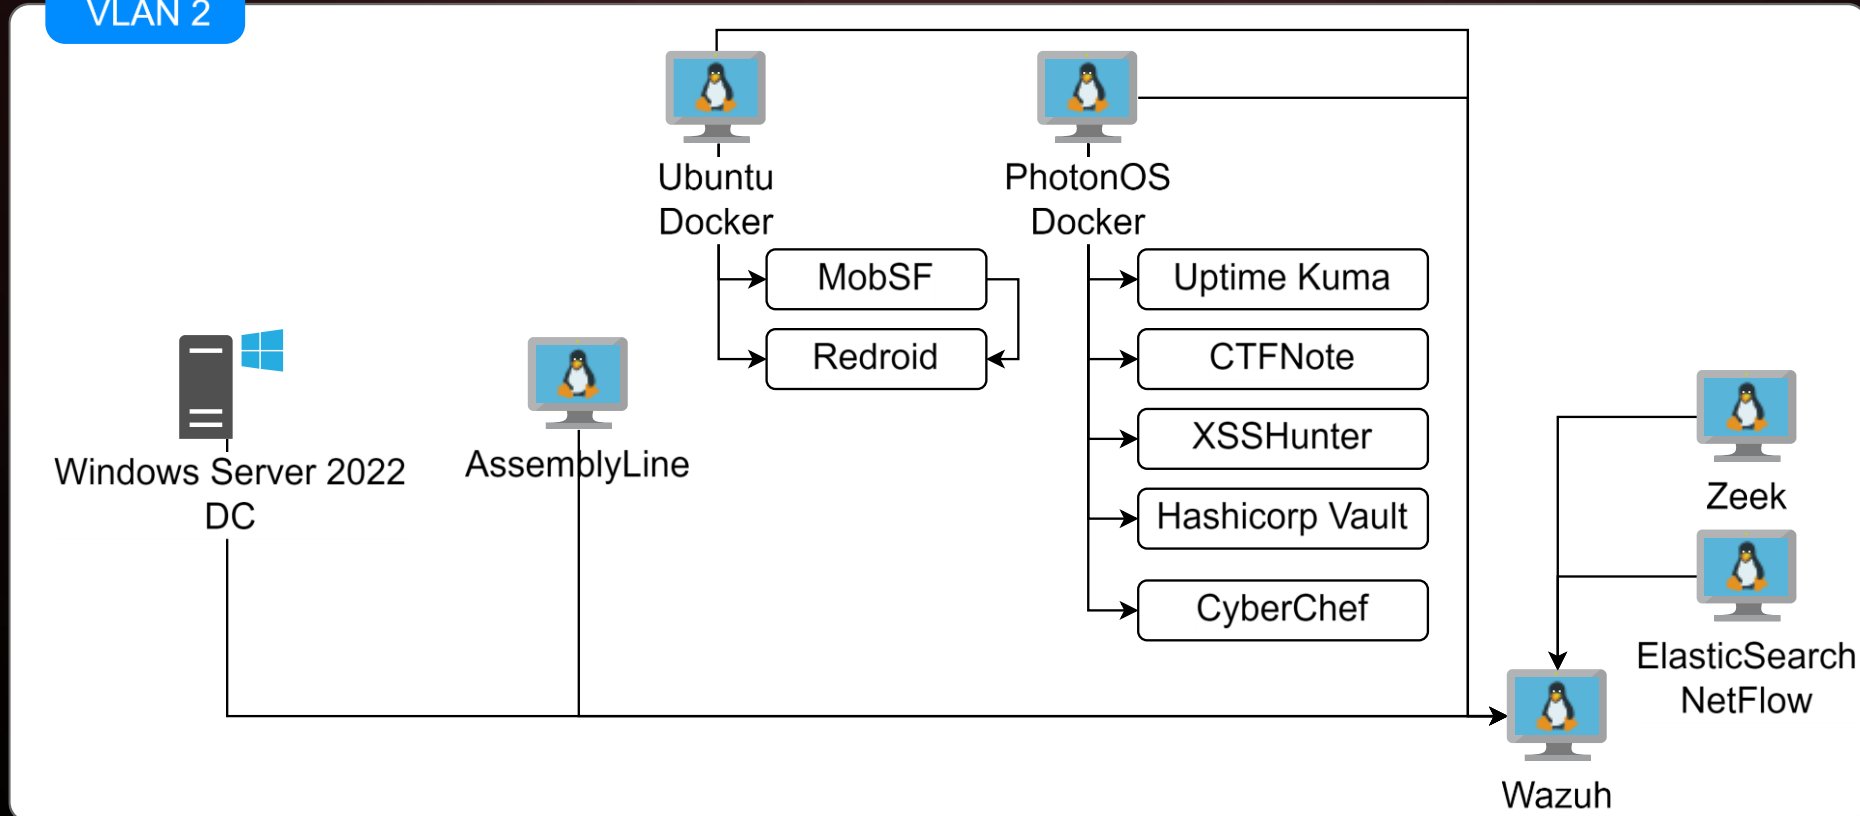 VLAN 2
Ubuntu
Docker
PhotonOS
Docker
MobSF
Redroid
Uptime Kuma
CTFNote
XSSHunter
Hashicorp Vault
CyberChef
Windows Server 2022
DC
AssemblyLine
Zeek
ElasticSearch
NetFlow
Wazuh